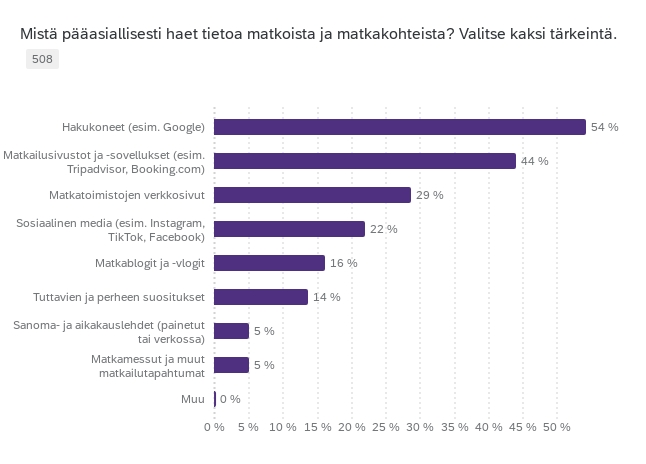 Mistä pääasiallisesti haet tietoa matkoista ja matkakohteista? Valitse kaksi tärkeintä.
508
Hakukoneet (esim. Google)
54 %
Matkailusivustot ja -sovellukset (esim.
Tripadvisor, Booking.com)
44 %
Matkatoimistojen verkkosivut
29 %
Sosiaalinen media (esim. Instagram,
TikTok, Facebook)
22 %
Matkablogit ja -vlogit
16 %
Tuttavien ja perheen suositukset
14 %
Sanoma- ja aikakauslehdet (painetut
tai verkossa)
5 %
Matkamessut ja muut
matkailutapahtumat
5 %
Muu
0 %
0 % 5 % 10 % 15 % 20 % 25 % 30 % 35 % 40 % 45 % 50 %